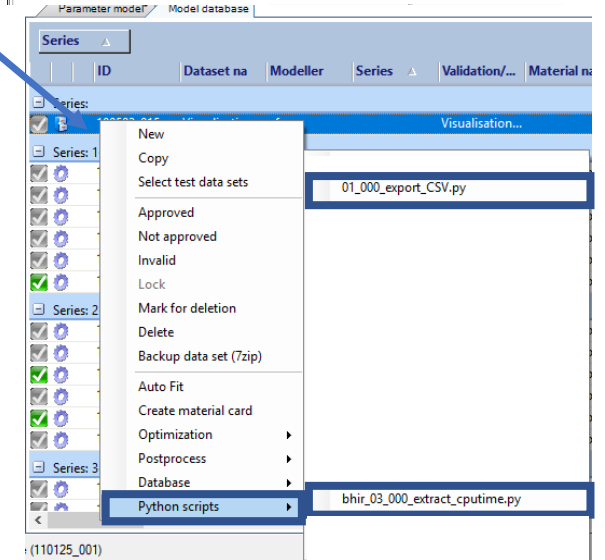 Parameter model* Model database
Series
ID Dataset na Modeller Series Validation/... Material na
Series:
Visualisation...
New
Series: 1
Copy
Select test data sets
01_000_export_CSV.py
Approved
Not approved
Invalid
Lock
Series: 2
Mark for deletion
Delete
Backup data set (7zip)
Auto Fit
Create material card
Optimization
Postprocess
Series: 3
Database
Python scripts
bhir_03_000_extract_cputime.py
(110125_001)